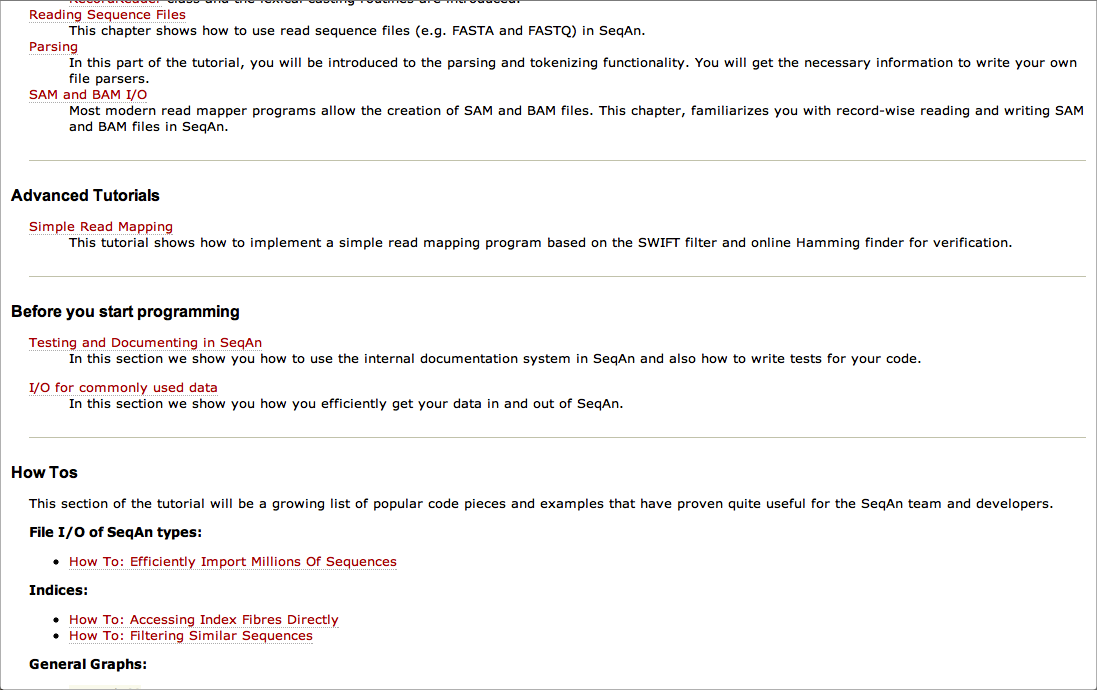 RecordReader class and the lexical casting routines are introduced.
Reading Sequence Files
This chapter shows how to use read sequence files (e.g. FASTA and FASTQ) in SeqAn.
Parsing
In this part of the tutorial, you will be introduced to the parsing and tokenizing functionality. You will get the necessary information to write your own
file parsers.
SAM and BAM I/O
Most modern read mapper programs allow the creation of SAM and BAM files. This chapter, familiarizes you with record-wise reading and writing SAM
and BAM files in SeqAn.
Advanced Tutorials
Simple Read Mapping
This tutorial shows how to implement a simple read mapping program based on the SWIFT filter and online Hamming finder for verification.
Before you start programming
Testing and Documenting in SeqAn
In this section we show you how to use the internal documentation system in SeqAn and also how to write tests for your code.
I/O for commonly used data
In this section we show you how you efficiently get your data in and out of SeqAn.
How Tos
This section of the tutorial will be a growing list of popular code pieces and examples that have proven quite useful for the SeqAn team and developers.
File I/O of SeqAn types:
• How To: Efficiently Import Millions Of Sequences
Indices:
• How To: Accessing Index Fibres Directly
• How To: Filtering Similar Sequences
General Graphs: